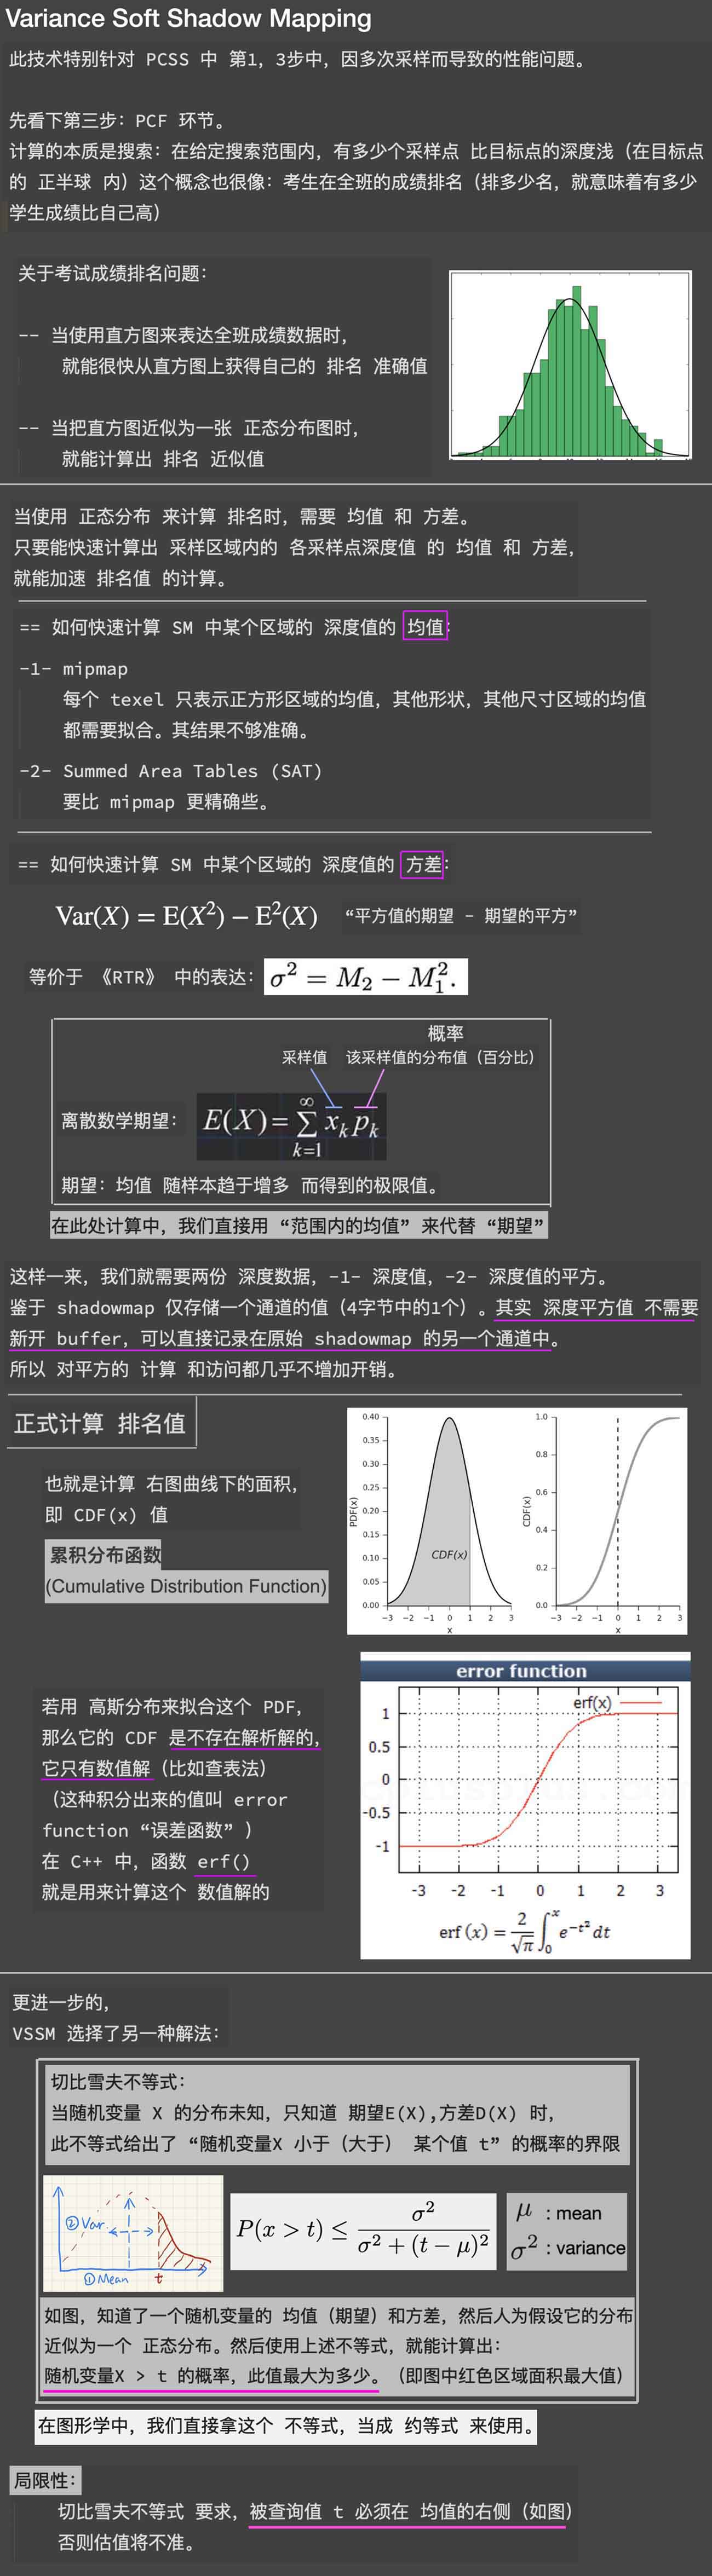 Variance Soft Shadow Mapping
此技术特别针对 PCSS 中 第1, 3步中, 因多次采样而导致的性能问题。
先看下第三步: PCF 环节。
计算的本质是搜索: 在给定搜索范围内, 有多少个采样点 比目标点的深度浅 (在目标点
的 正半球 内) 这个概念也很像: 考生在全班的成绩排名 (排多少名, 就意味着有多少
学生成绩比自己高)
关于考试成绩排名问题:
-- 当使用直方图来表达全班成绩数据时,
就能很快从直方图上获得自己的 排名 准确值
-- 当把直方图近似为一张 正态分布图时,
就能计算出 排名 近似值
当使用 正态分布 来计算 排名时, 需要 均值 和 方差。
只要能快速计算出 采样区域内的 各采样点深度值 的 均值 和 方差,
就能加速 排名值 的计算。
== 如何快速计算 SM 中某个区域的 深度值的 均值:
-1- mipmap
每个 texel 只表示正方形区域的均值, 其他形状, 其他尺寸区域的均值
都需要拟合。其结果不够准确。
-2- Summed Area Tables (SAT)
要比 mipmap 更精确些。
== 如何快速计算 SM 中某个区域的 深度值的 方差:
Var(X) = E(X²) − E²(X) “平方值的期望 - 期望的平方”
等价于 《RTR》 中的表达: σ² = M₂ − M₁².
概率
采样值 该采样值的分布值 (百分比)
离散数学期望: E(X)= ∑ₖ₌₁^∞ xₖ pₖ
期望: 均值 随样本趋于增多 而得到的极限值。
在此处计算中, 我们直接用 “范围内的均值” 来代替 “期望”
这样一来, 我们就需要两份 深度数据, -1- 深度值, -2- 深度值的平方。
鉴于 shadowmap 仅存储一个通道的值 (4字节中的1个) 。其实 深度平方值 不需要
新开 buffer, 可以直接记录在原始 shadowmap 的另一个通道中。
所以 对平方的 计算 和访问都几乎不增加开销。
正式计算 排名值
也就是计算 右图曲线下的面积,
即 CDF(x) 值
累积分布函数
(Cumulative Distribution Function)
0.40
0.35
0.30
0.25
0.20
0.15
0.10
0.05
0.00
PDF(x)
CDF(x)
−3 −2 −1 0 1 2 3
x
1.0
0.8
0.6
0.4
0.2
0.0
CDF(x)
−3 −2 −1 0 1 2 3
x
若用 高斯分布来拟合这个 PDF,
那么它的 CDF 是不存在解析解的,
它只有数值解 (比如查表法)
(这种积分出来的值叫 error
function “误差函数” )
在 C++ 中, 函数 erf()
就是用来计算这个 数值解的
error function
erf(x)
1
0.5
0
-0.5
-1
-3 -2 -1 0 1 2 3
erf (x) = 2/√π ∫₀ˣ e^(−t²) dt
更进一步的,
VSSM 选择了另一种解法:
切比雪夫不等式:
当随机变量 X 的分布未知, 只知道 期望E(X),方差D(X) 时,
此不等式给出了 “随机变量X 小于 (大于) 某个值 t” 的概率的界限
②Var.
①Mean t
P(x > t) ≤ σ² / (σ² + (t − μ)²)
μ : mean
σ² : variance
如图, 知道了一个随机变量的 均值 (期望) 和方差, 然后人为假设它的分布
近似为一个 正态分布。然后使用上述不等式, 就能计算出:
随机变量X > t 的概率, 此值最大为多少。 (即图中红色区域面积最大值)
在图形学中, 我们直接拿这个 不等式, 当成 约等式 来使用。
局限性:
切比雪夫不等式 要求, 被查询值 t 必须在 均值的右侧 (如图)
否则估值将不准。